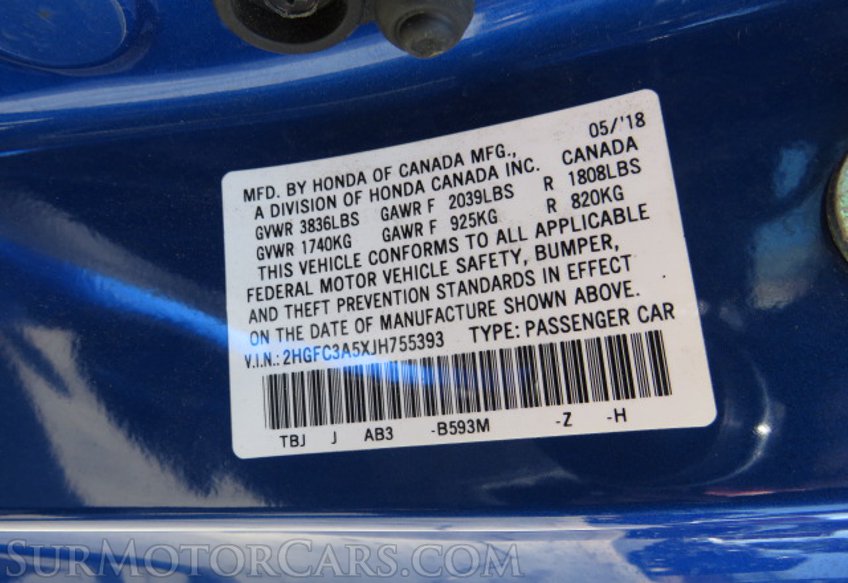 MFD. BY HONDA OF CANADA MFG., 05/'18
A DIVISION OF HONDA CANADA INC. CANADA
GVWR 3836LBS GAWR F 2039LBS R 1808LBS
GVWR 1740KG GAWR F 925KG R 820KG
THIS VEHICLE CONFORMS TO ALL APPLICABLE
FEDERAL MOTOR VEHICLE SAFETY, BUMPER,
AND THEFT PREVENTION STANDARDS IN EFFECT
ON THE DATE OF MANUFACTURE SHOWN ABOVE.
V.I.N.: 2HGFC3A5XJH755393 TYPE: PASSENGER CAR
TBJ J AB3 -B593M -Z -H
SURMOTORCARS.COM